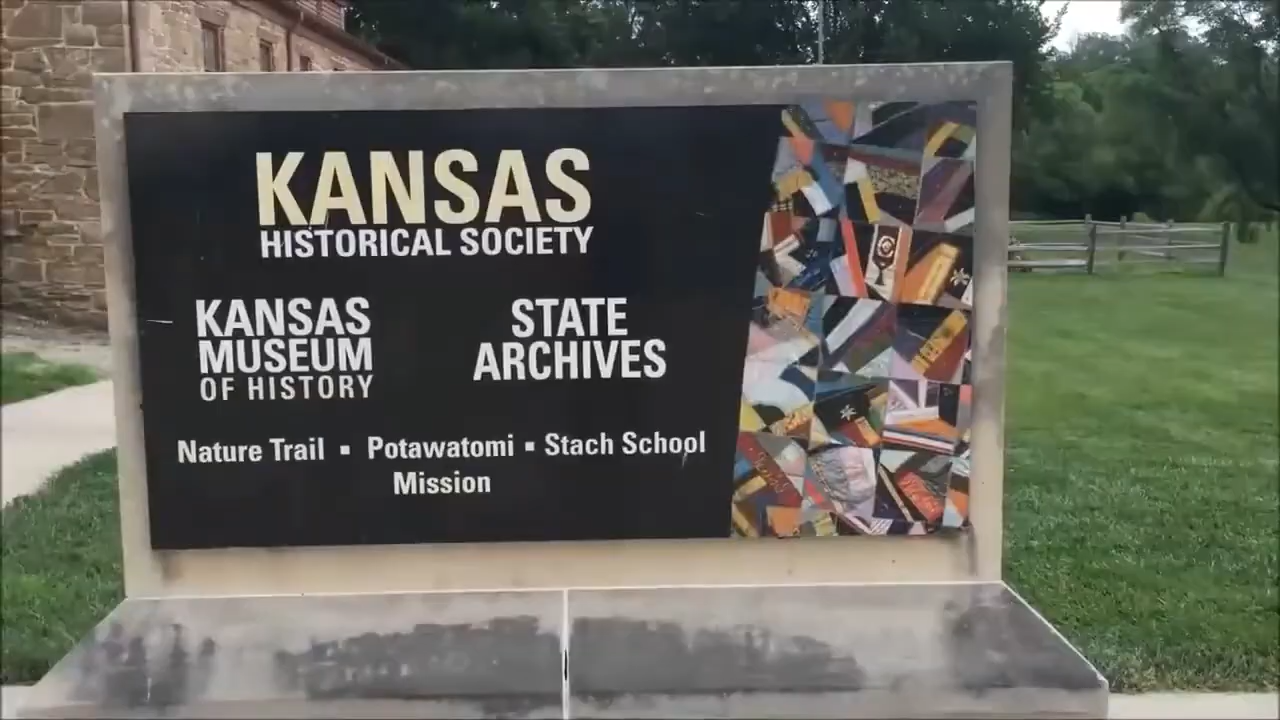 KANSAS
HISTORICAL SOCIETY
KANSAS
MUSEUM
OF HISTORY
STATE
ARCHIVES
Nature Trail ▪ Potawatomi ▪ Stach School
Mission